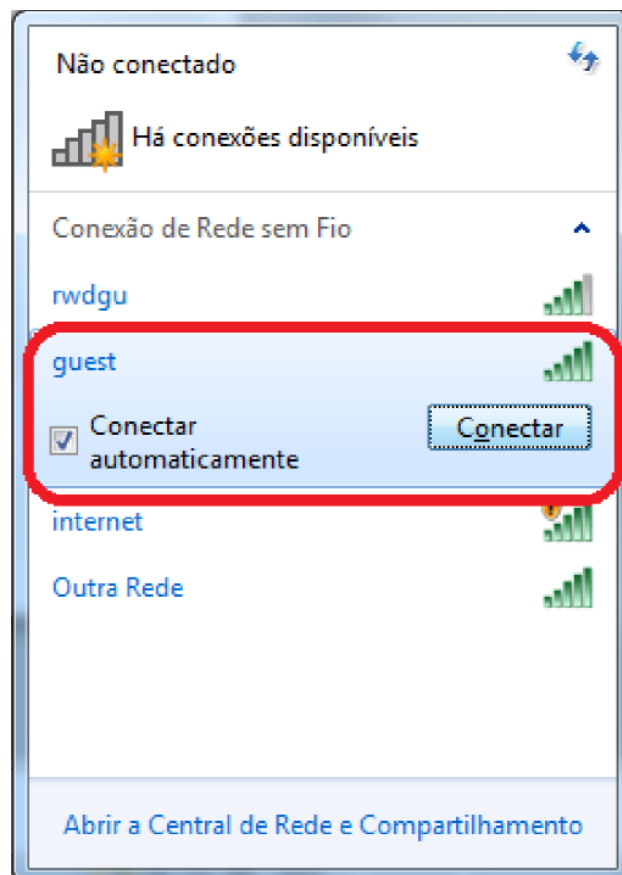 Não conectado
Há conexões disponíveis
Conexão de Rede sem Fio
rwdgu
guest
Conectar
automaticamente
Conectar
internet
Outra Rede
Abrir a Central de Rede e Compartilhamento